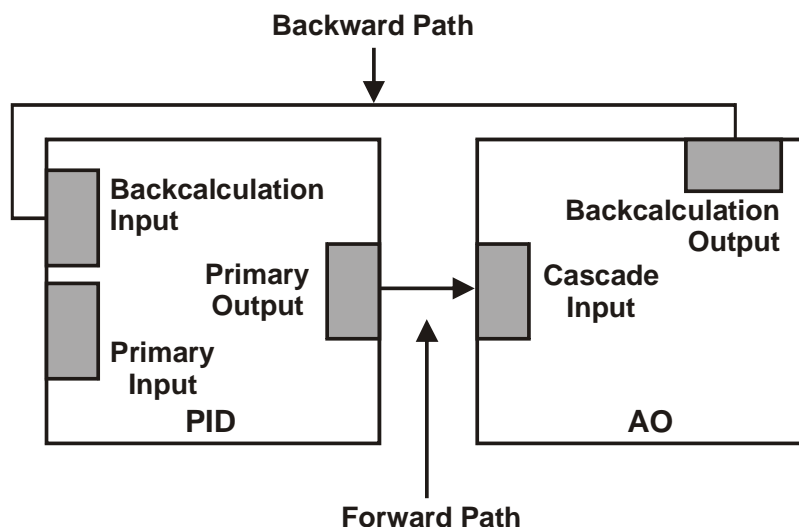 Backward Path
Backcalculation
Input
Primary
Output
Primary
Input
PID
Backcalculation
Output
Cascade
Input
AO
Forward Path